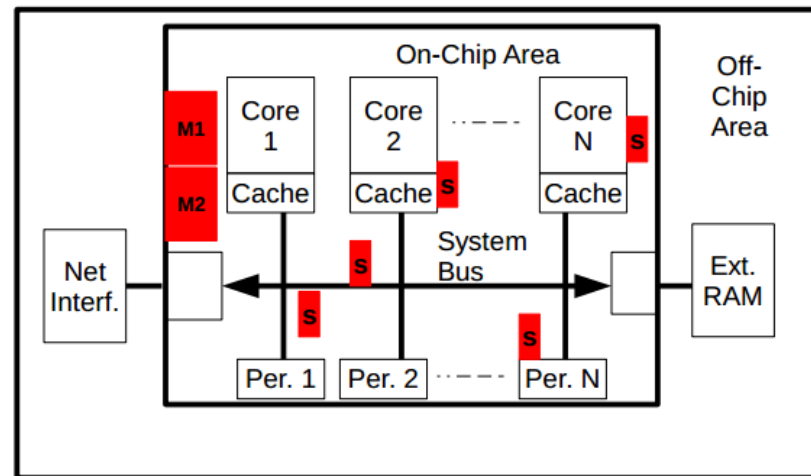 On-Chip Area
Off-
Chip
Area
M1
M2
Core
1
Cache
Core
2
Cache
S
Core
N
Cache
S
Net
Interf.
System
Bus
S
S
S
Ext.
RAM
Per. 1
Per. 2
Per. N